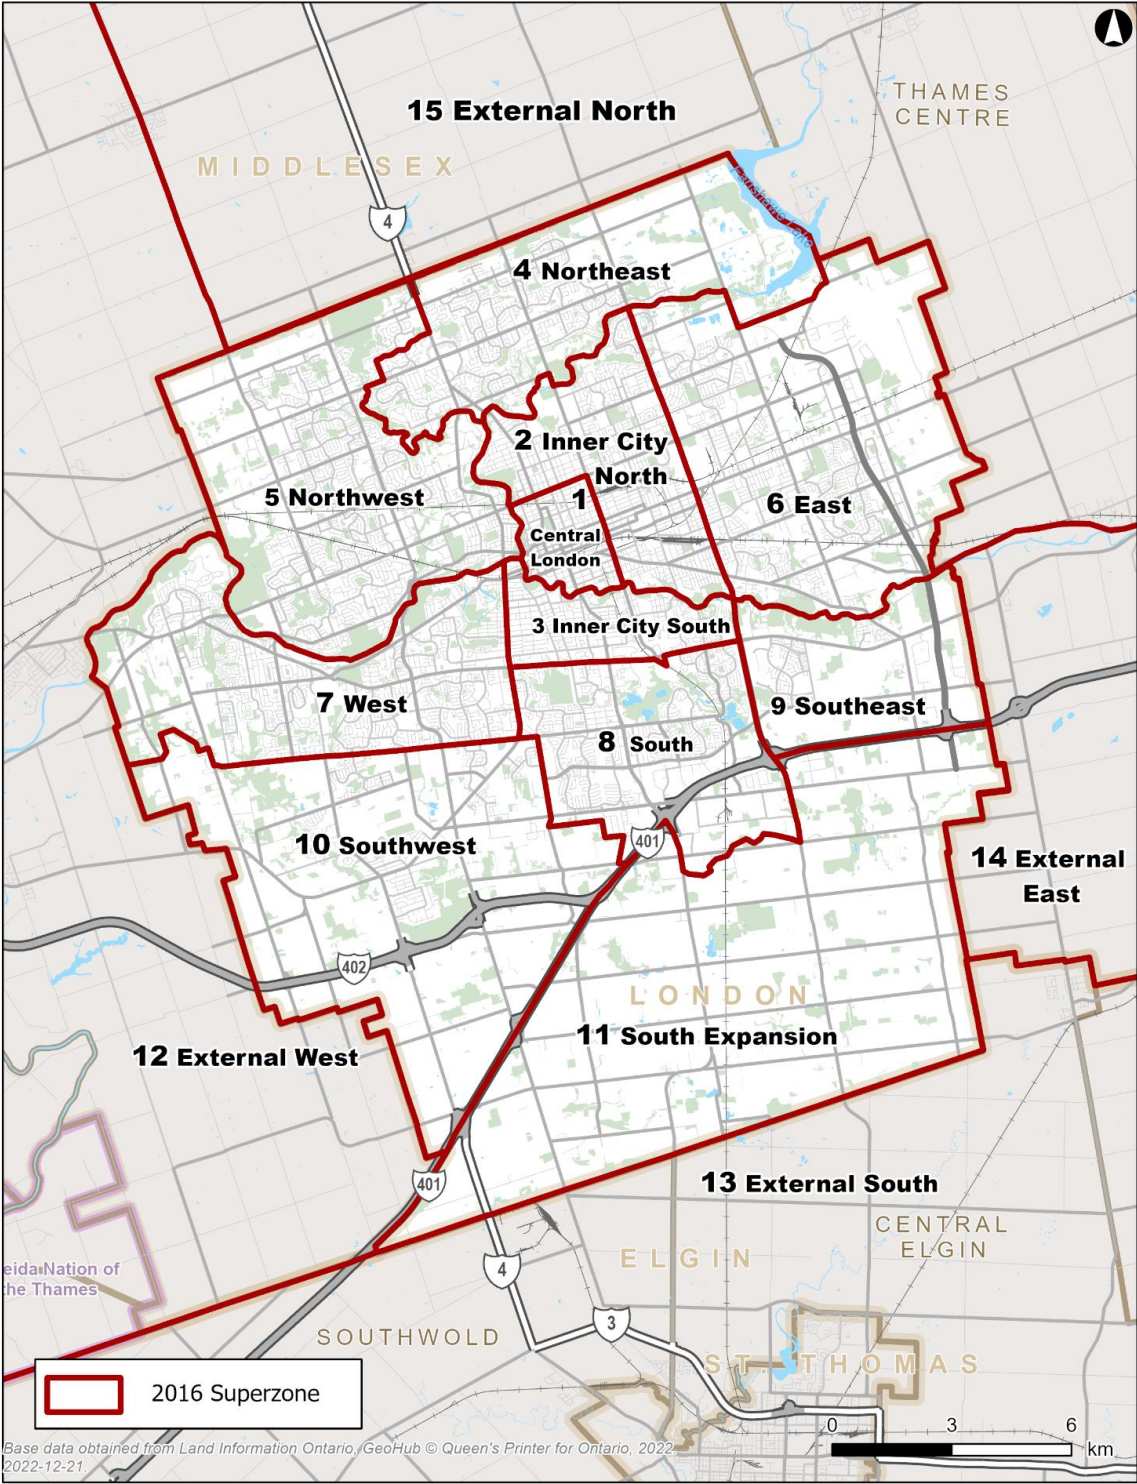 THAMES
CENTRE
15 External North
MIDDLESEX
Fanshawe Lake
4
4 Northeast
2 Inner City
North
5 Northwest
1
6 East
Central
London
3 Inner City South
7 West
9 Southeast
8 South
401
10 Southwest
14 External
East
402
LONDON
11 South Expansion
12 External West
401
13 External South
CENTRAL
ELGIN
ELGIN
eida Nation of
the Thames
4
3
SOUTHWOLD
ST. THOMAS
2016 Superzone
0 3 6
km
Base data obtained from Land Information Ontario, GeoHub © Queen's Printer for Ontario, 2022.
2022-12-21.